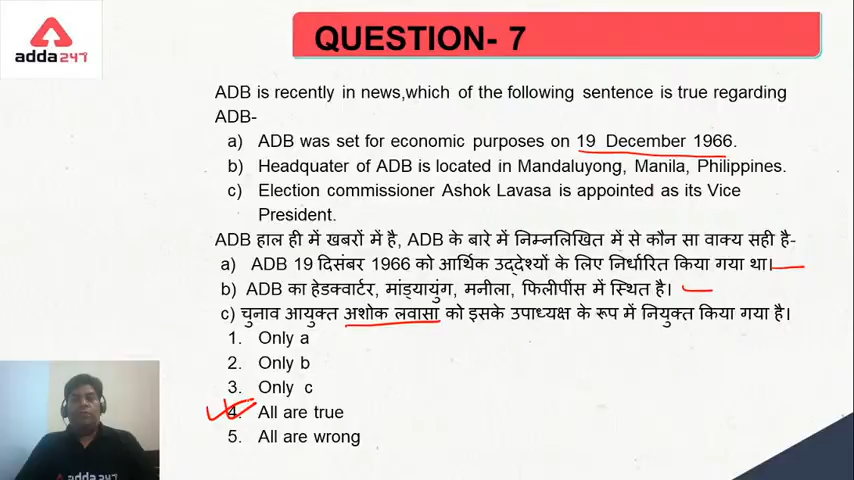 adda247
QUESTION- 7
ADB is recently in news,which of the following sentence is true regarding
ADB-
a) ADB was set for economic purposes on 19 December 1966.
b) Headquater of ADB is located in Mandaluyong, Manila, Philippines.
c) Election commissioner Ashok Lavasa is appointed as its Vice
President.
ADB हाल ही में खबरों में है, ADB के बारे में निम्नलिखित में से कौन सा वाक्य सही है-
a) ADB 19 दिसंबर 1966 को आर्थिक उद्देश्यों के लिए निर्धारित किया गया था।
b) ADB का हेडक्वार्टर, मांड्यायुंग, मनीला, फिलीपींस में स्थित है।
c) चुनाव आयुक्त अशोक लवासा को इसके उपाध्यक्ष के रूप में नियुक्त किया गया है।
1. Only a
2. Only b
3. Only c
4. All are true
5. All are wrong
adda247